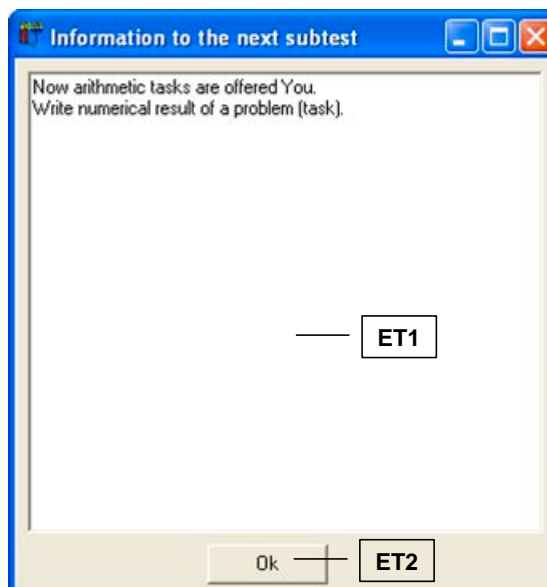 Information to the next subtest
Now arithmetic tasks are offered You.
Write numerical result of a problem (task).
ET1
Ok
ET2